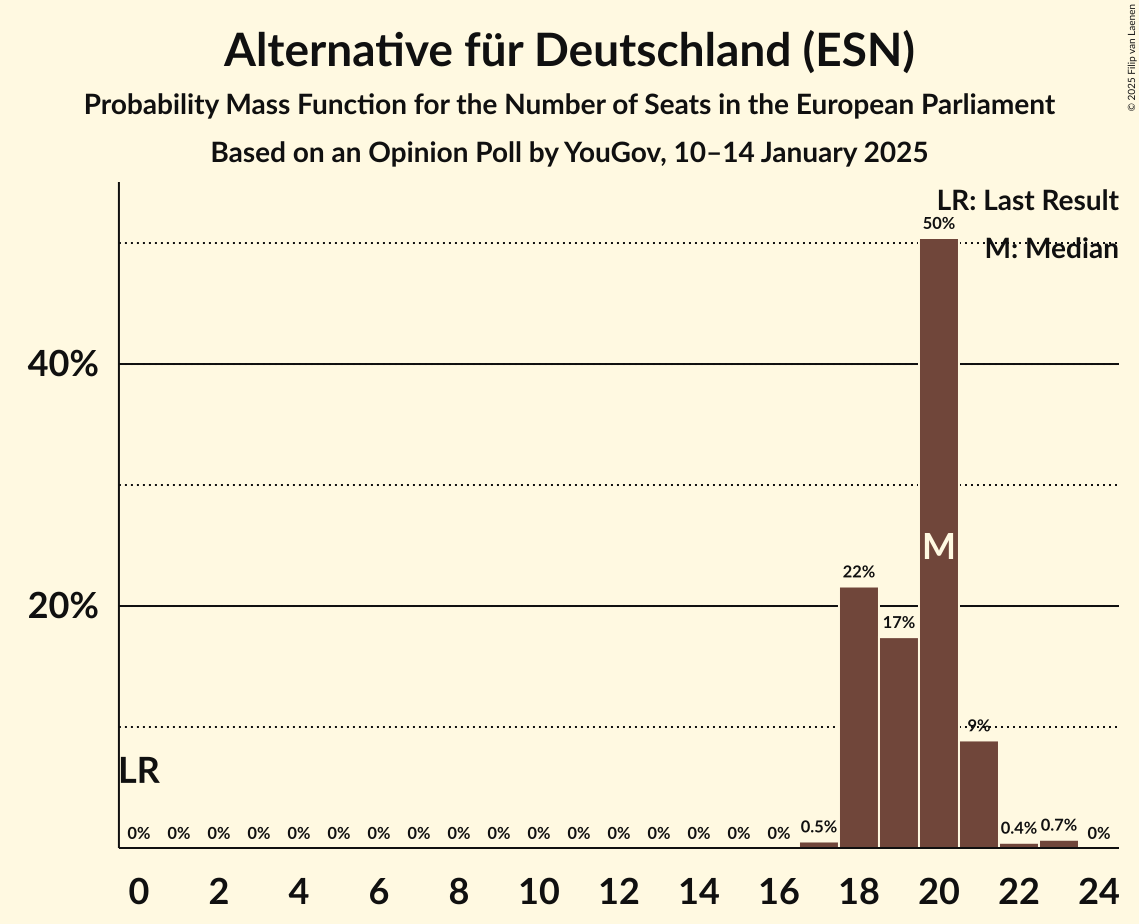 Alternative für Deutschland (ESN)
Probability Mass Function for the Number of Seats in the European Parliament
Based on an Opinion Poll by YouGov, 10–14 January 2025
© 2025 Filip van Laenen
LR: Last Result
M: Median
50%
40%
M
22%
20%
17%
9%
LR
0% 0% 0% 0% 0% 0% 0% 0% 0% 0% 0% 0% 0% 0% 0% 0% 0% 0.5% 0.4% 0.7% 0%
0 2 4 6 8 10 12 14 16 18 20 22 24